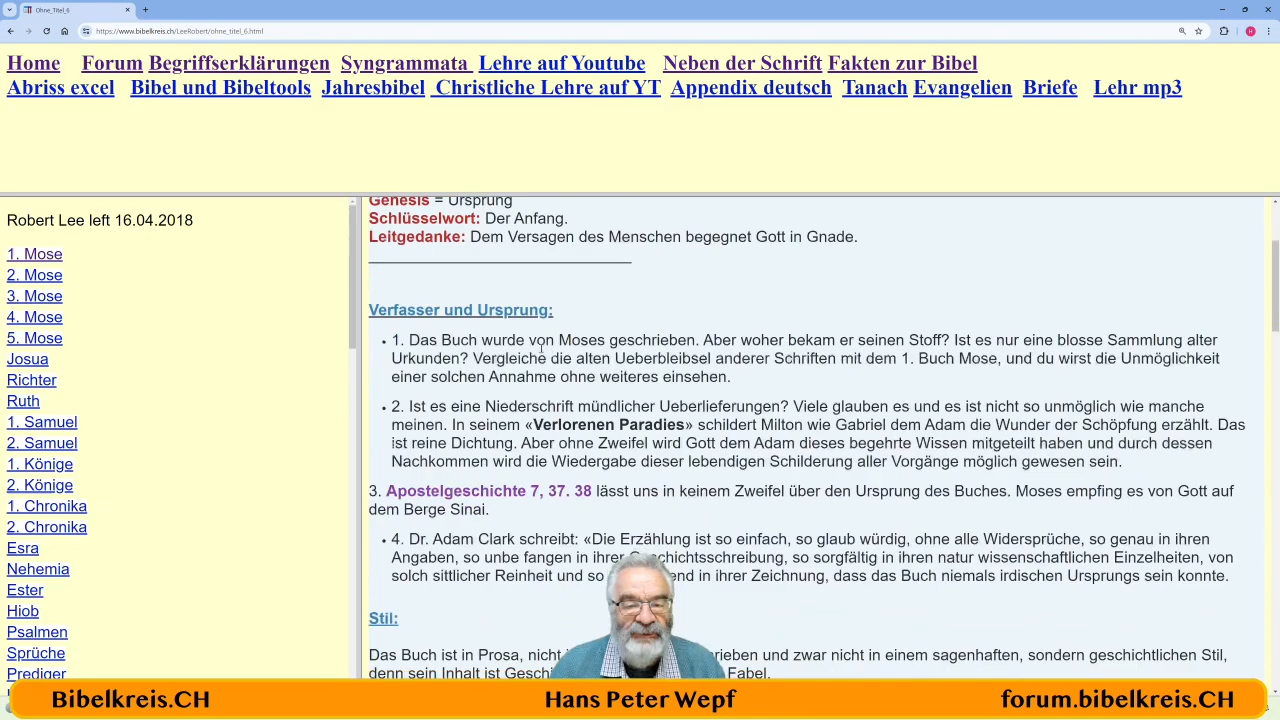 Ohne_Titel_6
https://www.bibelkreis.ch/LeeRobert/ohne_titel_6.html
Home Forum Begriffserklärungen Syngrammata Lehre auf Youtube Neben der Schrift Fakten zur Bibel
Abriss excel Bibel und Bibeltools Jahresbibel Christliche Lehre auf YT Appendix deutsch Tanach Evangelien Briefe Lehr mp3
Robert Lee left 16.04.2018
1. Mose
2. Mose
3. Mose
4. Mose
5. Mose
Josua
Richter
Ruth
1. Samuel
2. Samuel
1. Könige
2. Könige
1. Chronika
2. Chronika
Esra
Nehemia
Ester
Hiob
Psalmen
Sprüche
Prediger
Genesis = Ursprung
Schlüsselwort: Der Anfang.
Leitgedanke: Dem Versagen des Menschen begegnet Gott in Gnade.
Verfasser und Ursprung:
• 1. Das Buch wurde von Moses geschrieben. Aber woher bekam er seinen Stoff? Ist es nur eine blosse Sammlung alter
Urkunden? Vergleiche die alten Ueberbleibsel anderer Schriften mit dem 1. Buch Mose, und du wirst die Unmöglichkeit
einer solchen Annahme ohne weiteres einsehen.
• 2. Ist es eine Niederschrift mündlicher Ueberlieferungen? Viele glauben es und es ist nicht so unmöglich wie manche
meinen. In seinem «Verlorenen Paradies» schildert Milton wie Gabriel dem Adam die Wunder der Schöpfung erzählt. Das
ist reine Dichtung. Aber ohne Zweifel wird Gott dem Adam dieses begehrte Wissen mitgeteilt haben und durch dessen
Nachkommen wird die Wiedergabe dieser lebendigen Schilderung aller Vorgänge möglich gewesen sein.
3. Apostelgeschichte 7, 37. 38 lässt uns in keinem Zweifel über den Ursprung des Buches. Moses empfing es von Gott auf
dem Berge Sinai.
• 4. Dr. Adam Clark schreibt: «Die Erzählung ist so einfach, so glaub würdig, ohne alle Widersprüche, so genau in ihren
Angaben, so unbe fangen in ihrer Geschichtsschreibung, so sorgfältig in ihren natur wissenschaftlichen Einzelheiten, von
solch sittlicher Reinheit und so end in ihrer Zeichnung, dass das Buch niemals irdischen Ursprungs sein konnte.
Stil:
Das Buch ist in Prosa, nicht rieben und zwar nicht in einem sagenhaften, sondern geschichtlichen Stil,
denn sein Inhalt ist Gesch Fabel.
Bibelkreis.CH Hans Peter Wepf forum.bibelkreis.CH